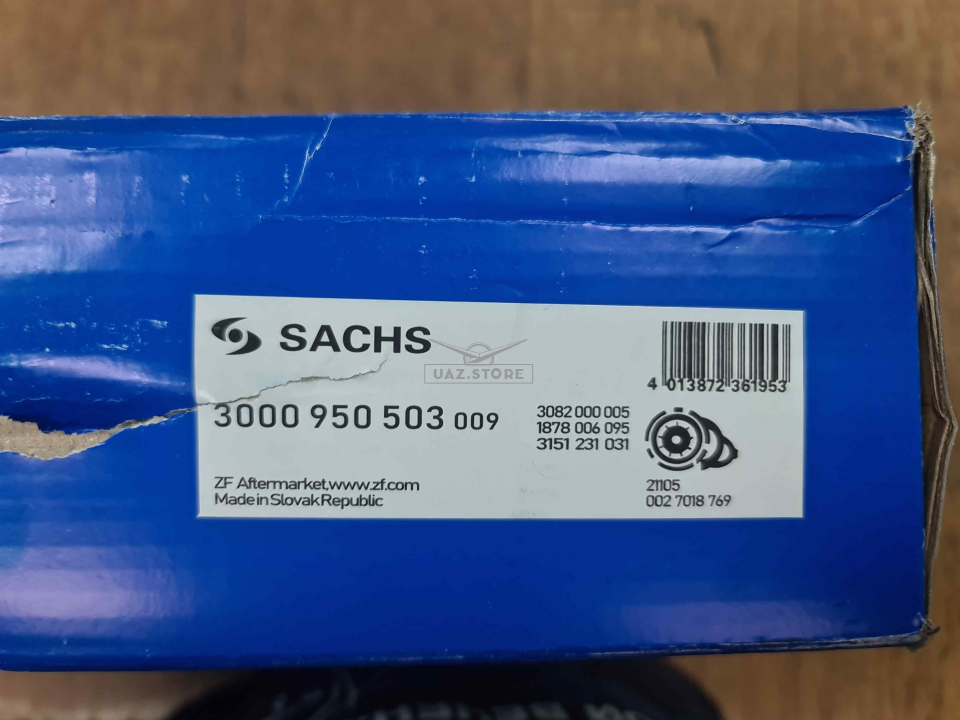 SACHS
UAZ.STORE
4 013872 361953
3000 950 503 009
3082 000 005
1878 006 095
3151 231 031
ZF Aftermarket,www.zf.com
Made in Slovak Republic
21105
002 7018 769